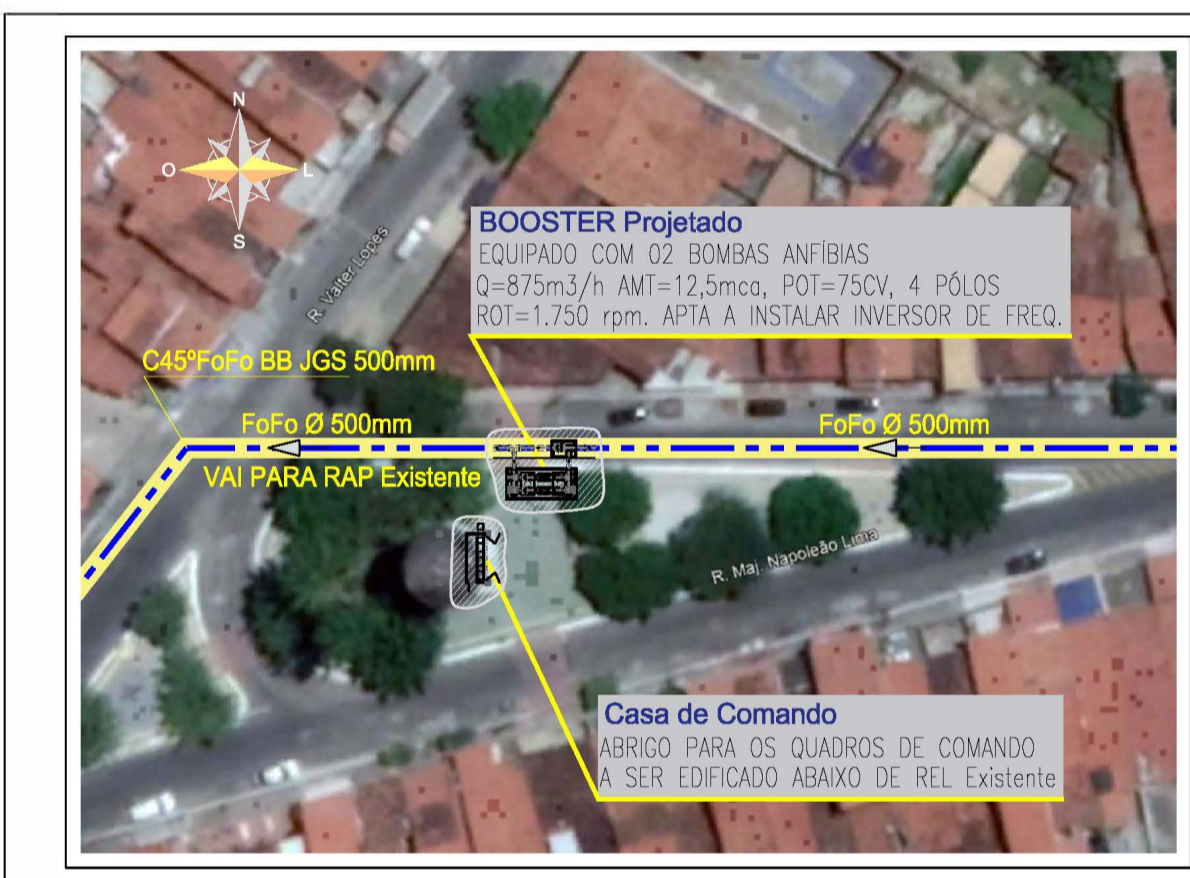 N
O
L
S
R. Valter Lopes
BOOSTER Projetado
EQUIPADO COM 02 BOMBAS ANFÍBIAS
Q=875m3/h AMT=12,5mca, POT=75CV, 4 PÓLOS
ROT=1.750 rpm. APTA A INSTALAR INVERSOR DE FREQ.
C45ºFoFo BB JGS 500mm
FoFo Ø 500mm
FoFo Ø 500mm
VAI PARA RAP Existente
R. Maj. Napoleão Lima
Casa de Comando
ABRIGO PARA OS QUADROS DE COMANDO
A SER EDIFICADO ABAIXO DE REL Existente